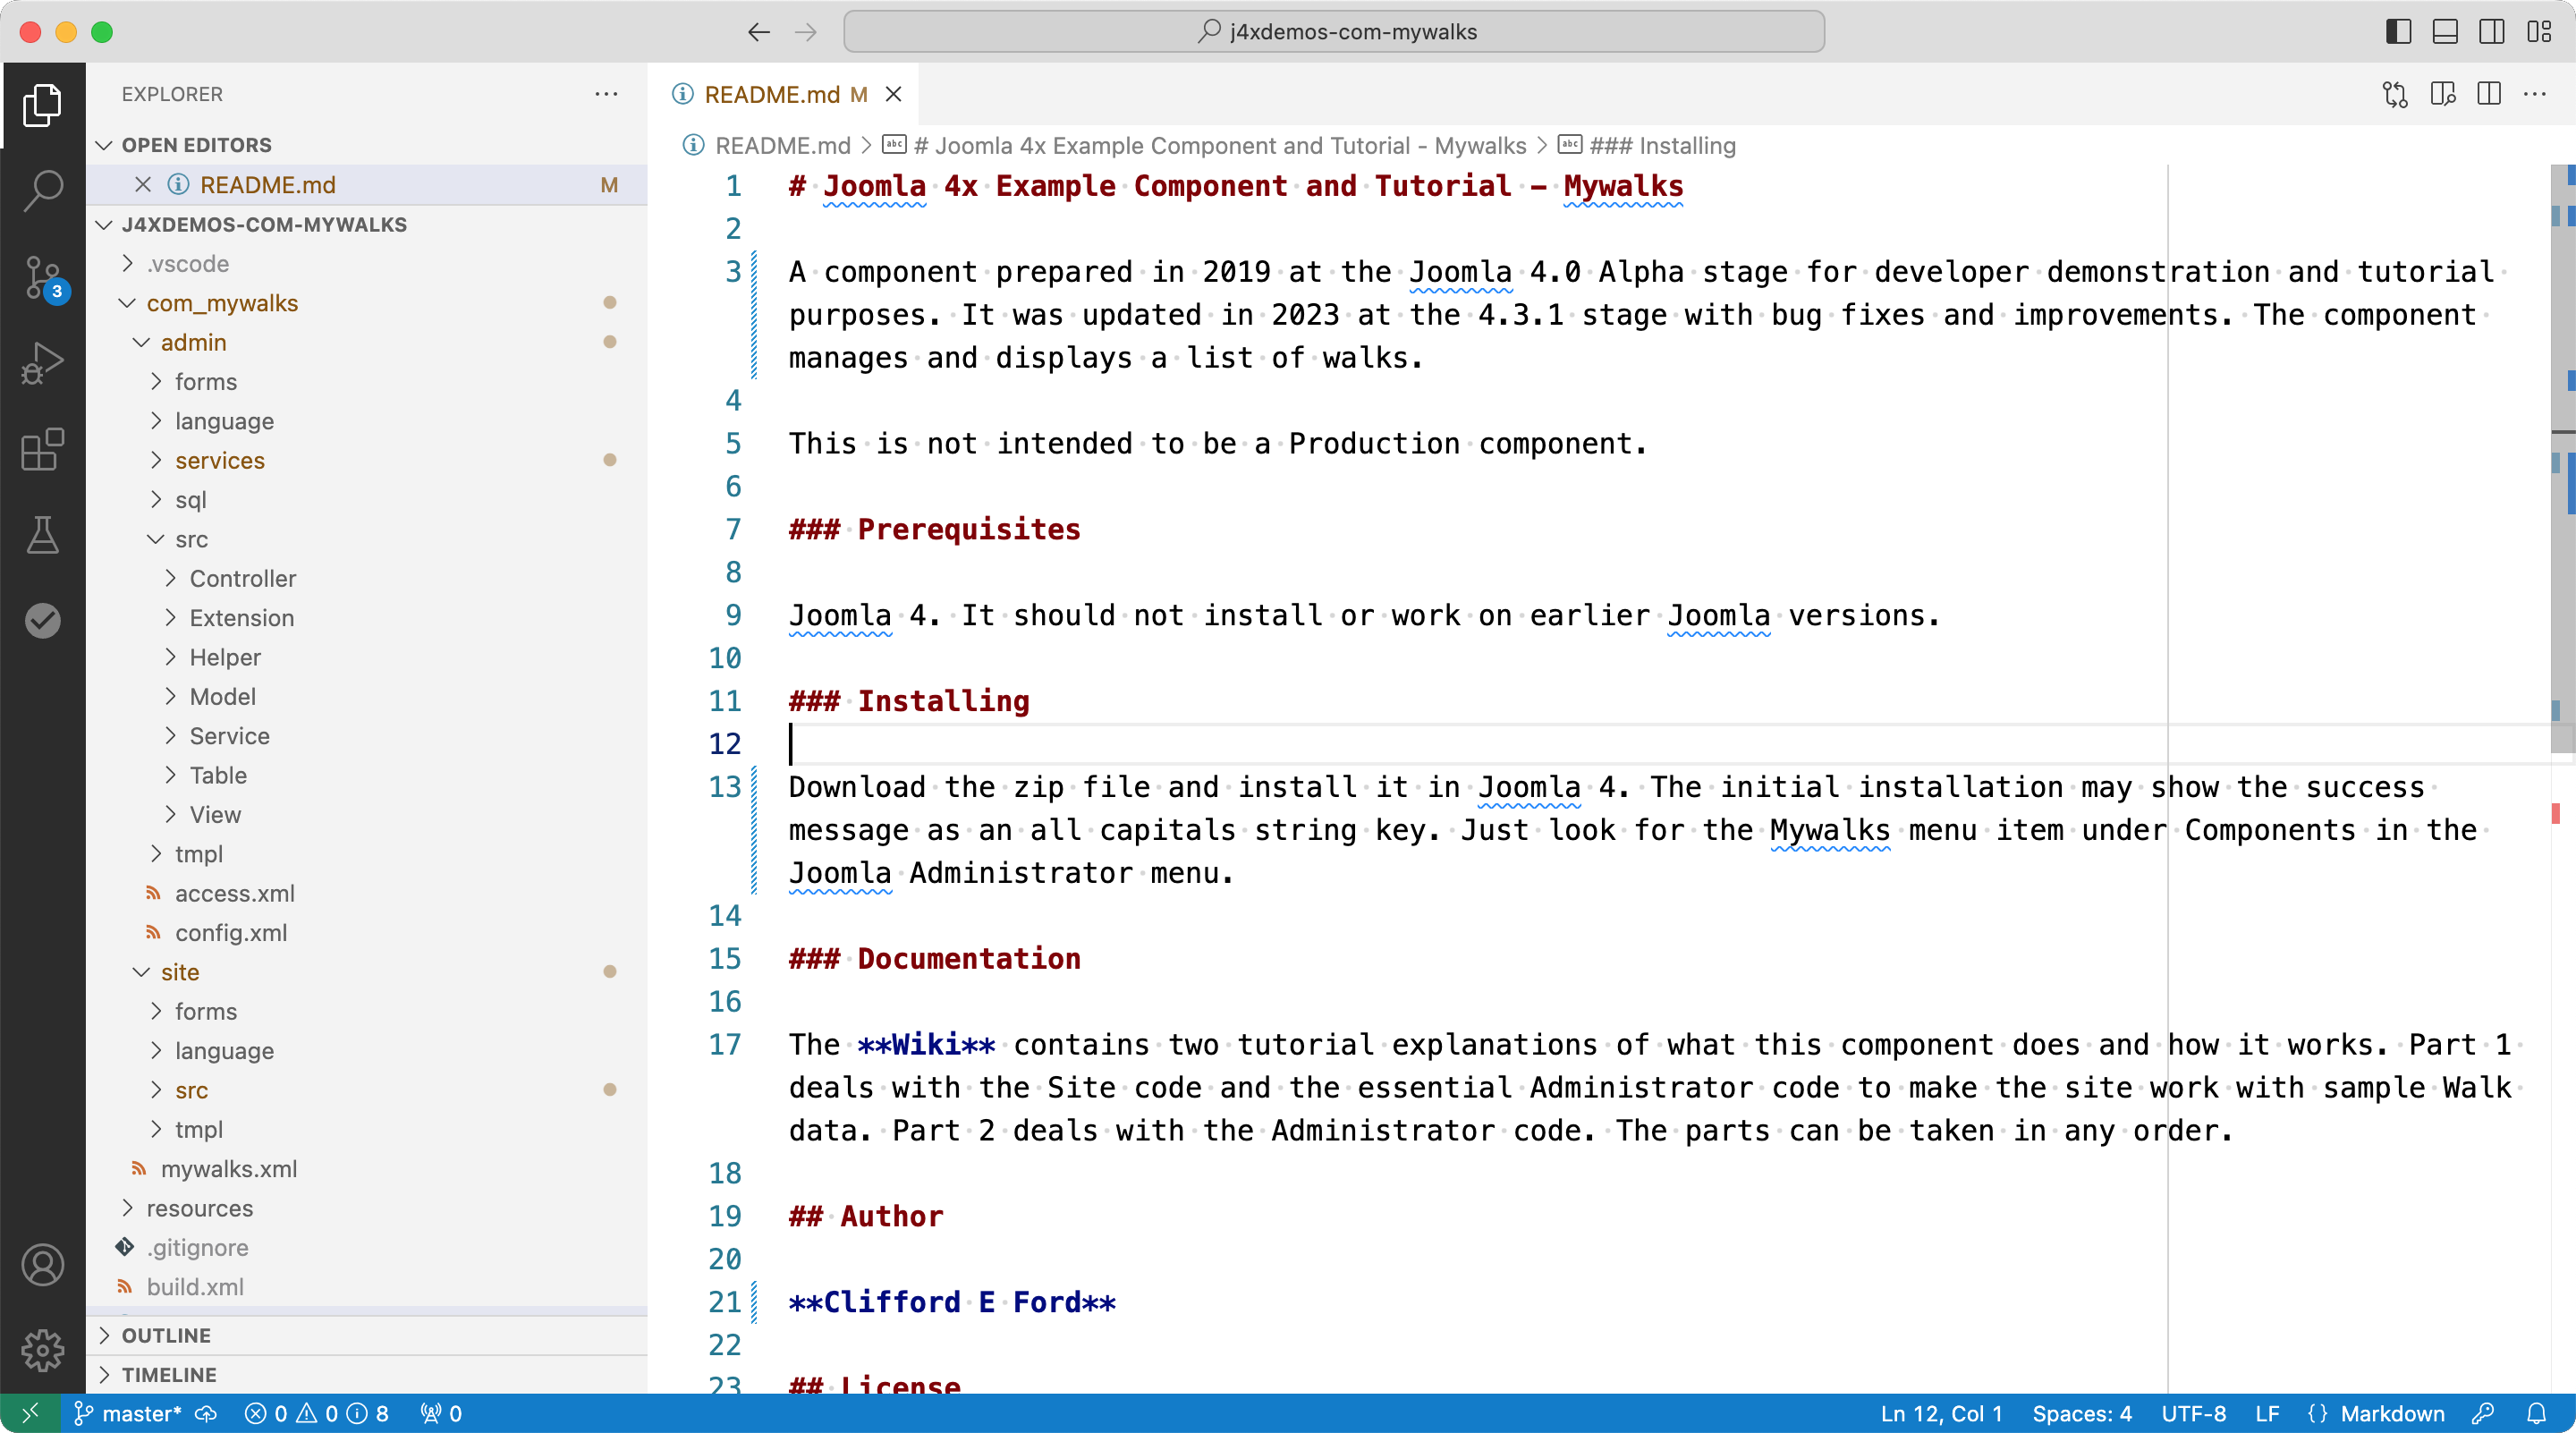 j4xdemos-com-mywalks
EXPLORER
OPEN EDITORS
README.md M
J4XDEMOS-COM-MYWALKS
.vscode
com_mywalks
admin
forms
language
services
sql
src
Controller
Extension
Helper
Model
Service
Table
View
tmpl
access.xml
config.xml
site
forms
language
src
tmpl
mywalks.xml
resources
.gitignore
build.xml
OUTLINE
TIMELINE
3
README.md M
README.md > # Joomla 4x Example Component and Tutorial - Mywalks > ### Installing
1 # Joomla 4x Example Component and Tutorial - Mywalks
2
3 A component prepared in 2019 at the Joomla 4.0 Alpha stage for developer demonstration and tutorial
purposes. It was updated in 2023 at the 4.3.1 stage with bug fixes and improvements. The component
manages and displays a list of walks.
4
5 This is not intended to be a Production component.
6
7 ### Prerequisites
8
9 Joomla 4. It should not install or work on earlier Joomla versions.
10
11 ### Installing
12
13 Download the zip file and install it in Joomla 4. The initial installation may show the success
message as an all capitals string key. Just look for the Mywalks menu item under Components in the
Joomla Administrator menu.
14
15 ### Documentation
16
17 The **Wiki** contains two tutorial explanations of what this component does and how it works. Part 1
deals with the Site code and the essential Administrator code to make the site work with sample Walk
data. Part 2 deals with the Administrator code. The parts can be taken in any order.
18
19 ## Author
20
21 **Clifford E Ford**
22
23 ## License
master* 0 0 8 0 Ln 12, Col 1 Spaces: 4 UTF-8 LF {} Markdown